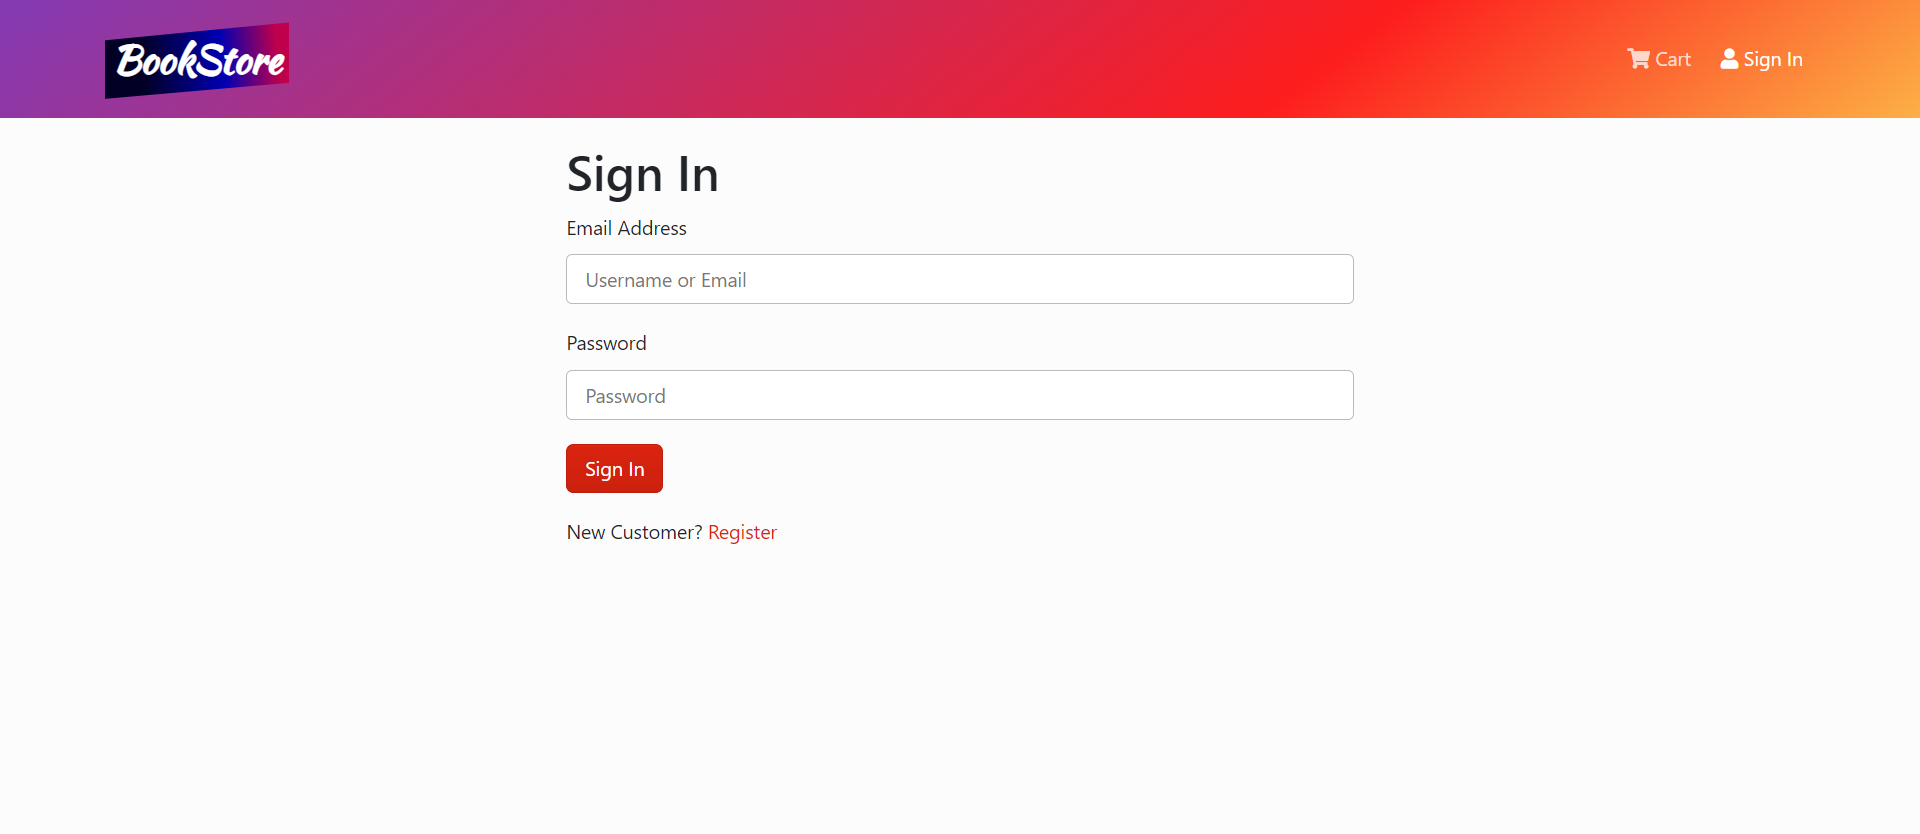 BookStore
Cart
Sign In
Sign In
Email Address
Username or Email
Password
Password
Sign In
New Customer? Register